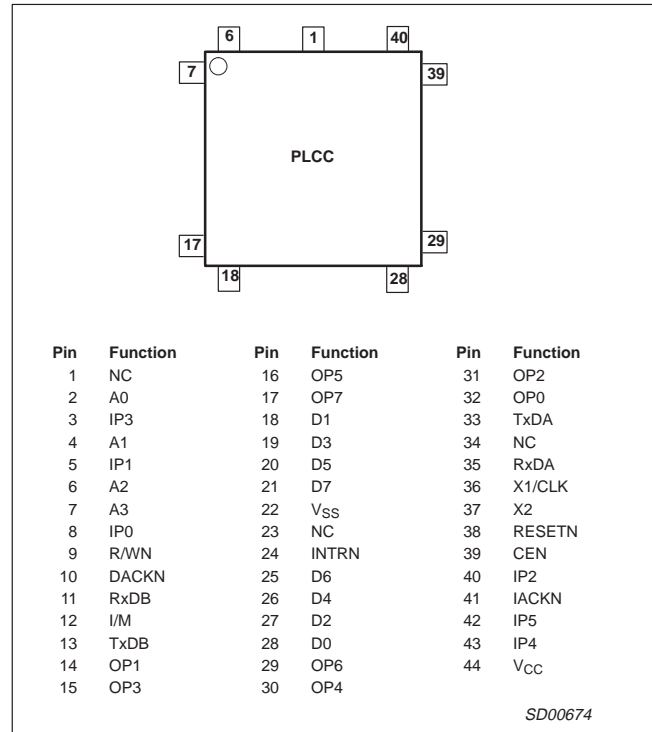 6 1 40
7 39
PLCC
17 29
18 28
Pin Function Pin Function Pin Function
1 NC 16 OP5 31 OP2
2 A0 17 OP7 32 OP0
3 IP3 18 D1 33 TxDA
4 A1 19 D3 34 NC
5 IP1 20 D5 35 RxDA
6 A2 21 D7 36 X1/CLK
7 A3 22 VSS 37 X2
8 IP0 23 NC 38 RESETN
9 R/WN 24 INTRN 39 CEN
10 DACKN 25 D6 40 IP2
11 RxDB 26 D4 41 IACKN
12 I/M 27 D2 42 IP5
13 TxDB 28 D0 43 IP4
14 OP1 29 OP6 44 VCC
15 OP3 30 OP4
SD00674